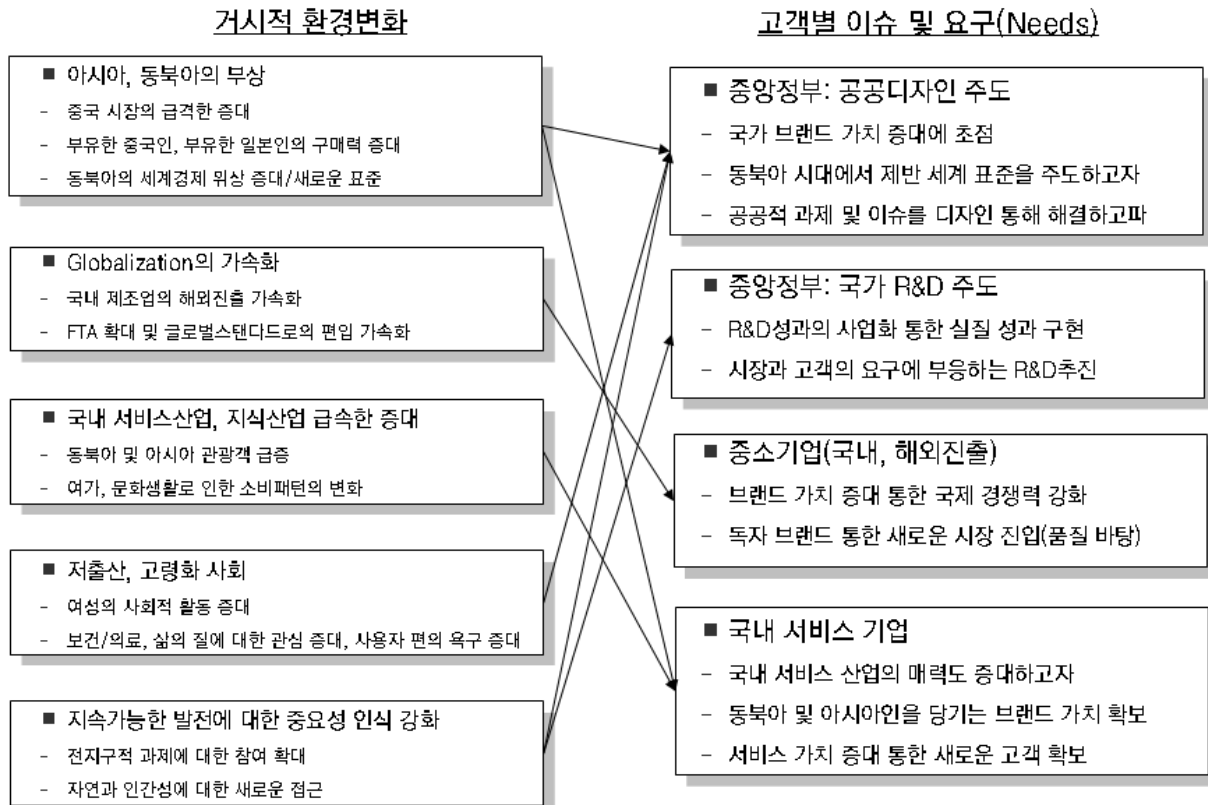 거시적 환경변화
■ 아시아, 동북아의 부상
- 중국 시장의 급격한 증대
- 부유한 중국인, 부유한 일본인의 구매력 증대
- 동북아의 세계경제 위상 증대/새로운 표준
■ Globalization의 가속화
- 국내 제조업의 해외진출 가속화
- FTA 확대 및 글로벌스탠다드로의 편입 가속화
■ 국내 서비스산업, 지식산업 급속한 증대
- 동북아 및 아시아 관광객 급증
- 여가, 문화생활로 인한 소비패턴의 변화
■ 저출산, 고령화 사회
- 여성의 사회적 활동 증대
- 보건/의료, 삶의 질에 대한 관심 증대, 사용자 편의 욕구 증대
■ 지속가능한 발전에 대한 중요성 인식 강화
- 전지구적 과제에 대한 참여 확대
- 자연과 인간성에 대한 새로운 접근
고객별 이슈 및 요구(Needs)
■ 중앙정부: 공공디자인 주도
- 국가 브랜드 가치 증대에 초점
- 동북아 시대에서 제반 세계 표준을 주도하고자
- 공공적 과제 및 이슈를 디자인 통해 해결하고파
■ 중앙정부: 국가 R&D 주도
- R&D성과의 사업화 통한 실질 성과 구현
- 시장과 고객의 요구에 부응하는 R&D추진
■ 중소기업(국내, 해외진출)
- 브랜드 가치 증대 통한 국제 경쟁력 강화
- 독자 브랜드 통한 새로운 시장 진입(품질 바탕)
■ 국내 서비스 기업
- 국내 서비스 산업의 매력도 증대하고자
- 동북아 및 아시아인을 당기는 브랜드 가치 확보
- 서비스 가치 증대 통한 새로운 고객 확보